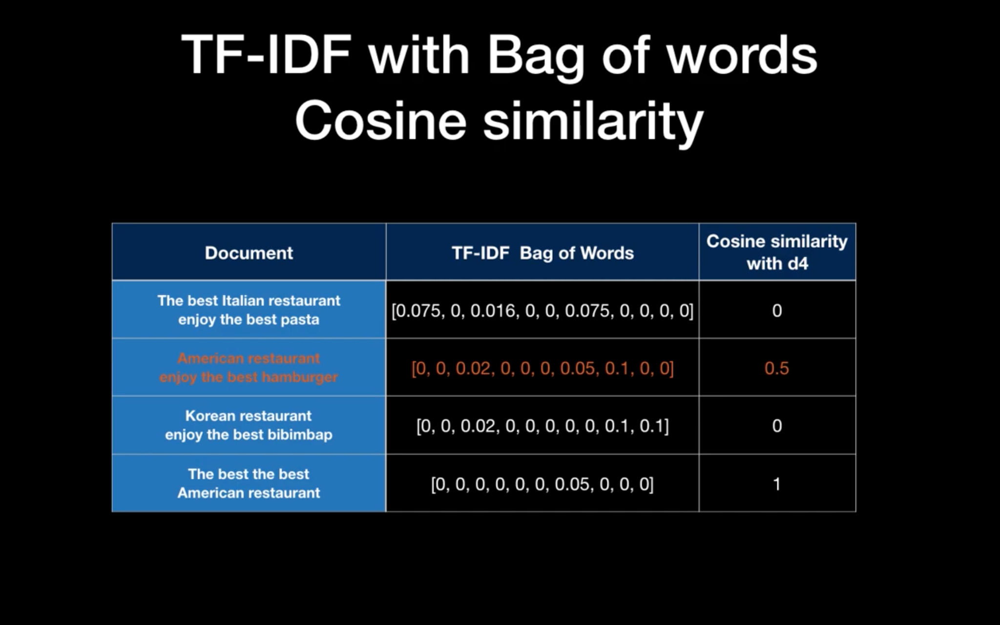 TF-IDF with Bag of words
Cosine similarity
Document
TF-IDF Bag of Words
Cosine similarity
with d4
The best Italian restaurant
enjoy the best pasta
[0.075, 0, 0.016, 0, 0, 0.075, 0, 0, 0, 0]
0
American restaurant
enjoy the best hamburger
[0, 0, 0.02, 0, 0, 0, 0.05, 0.1, 0, 0]
0.5
Korean restaurant
enjoy the best bibimbap
[0, 0, 0.02, 0, 0, 0, 0, 0, 0.1, 0.1]
0
The best the best
American restaurant
[0, 0, 0, 0, 0, 0, 0.05, 0, 0, 0]
1